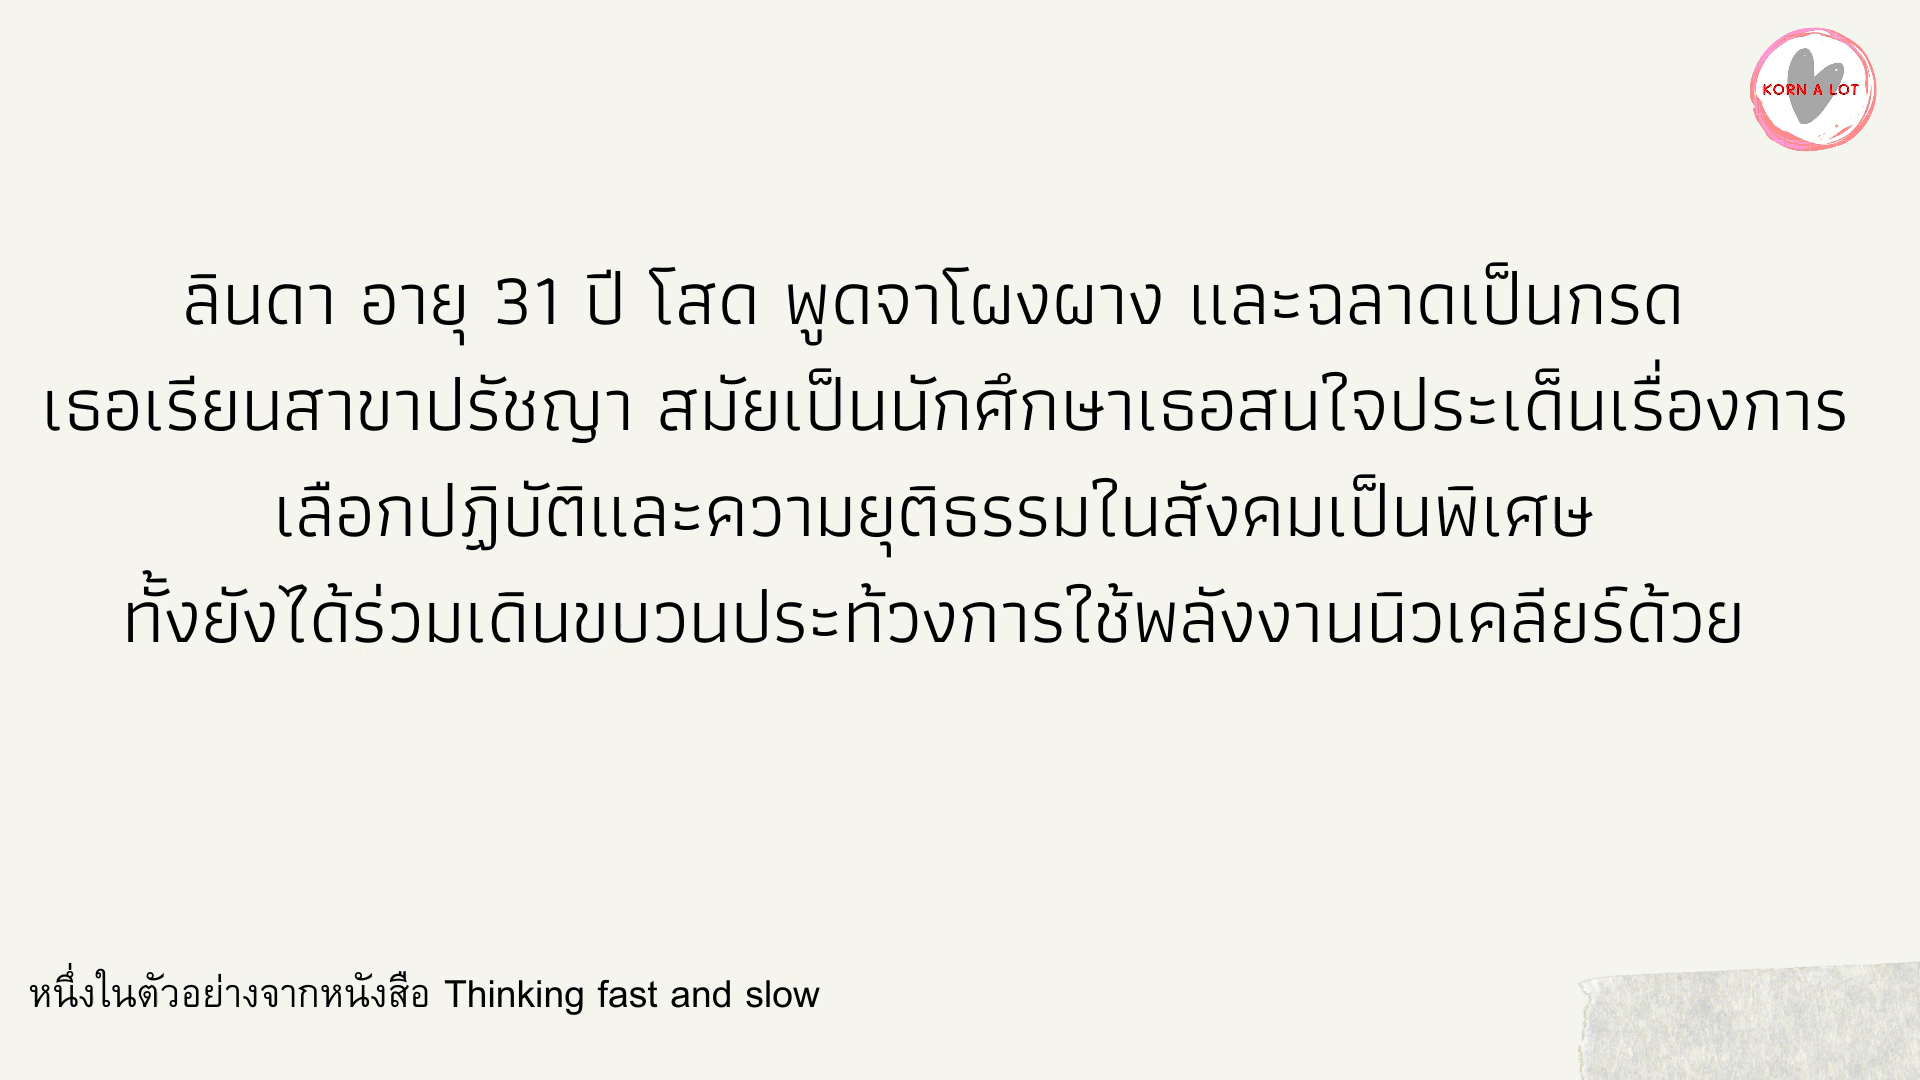 KORN A LOT
ลินดา อายุ 31 ปี โสด พูดจาโผงผาง และฉลาดเป็นกรด
เธอเรียนสาขาปรัชญา สมัยเป็นนักศึกษาเธอสนใจประเด็นเรื่องการ
เลือกปฏิบัติและความยุติธรรมในสังคมเป็นพิเศษ
ทั้งยังได้ร่วมเดินขบวนประท้วงการใช้พลังงานนิวเคลียร์ด้วย
หนึ่งในตัวอย่างจากหนังสือ Thinking fast and slow